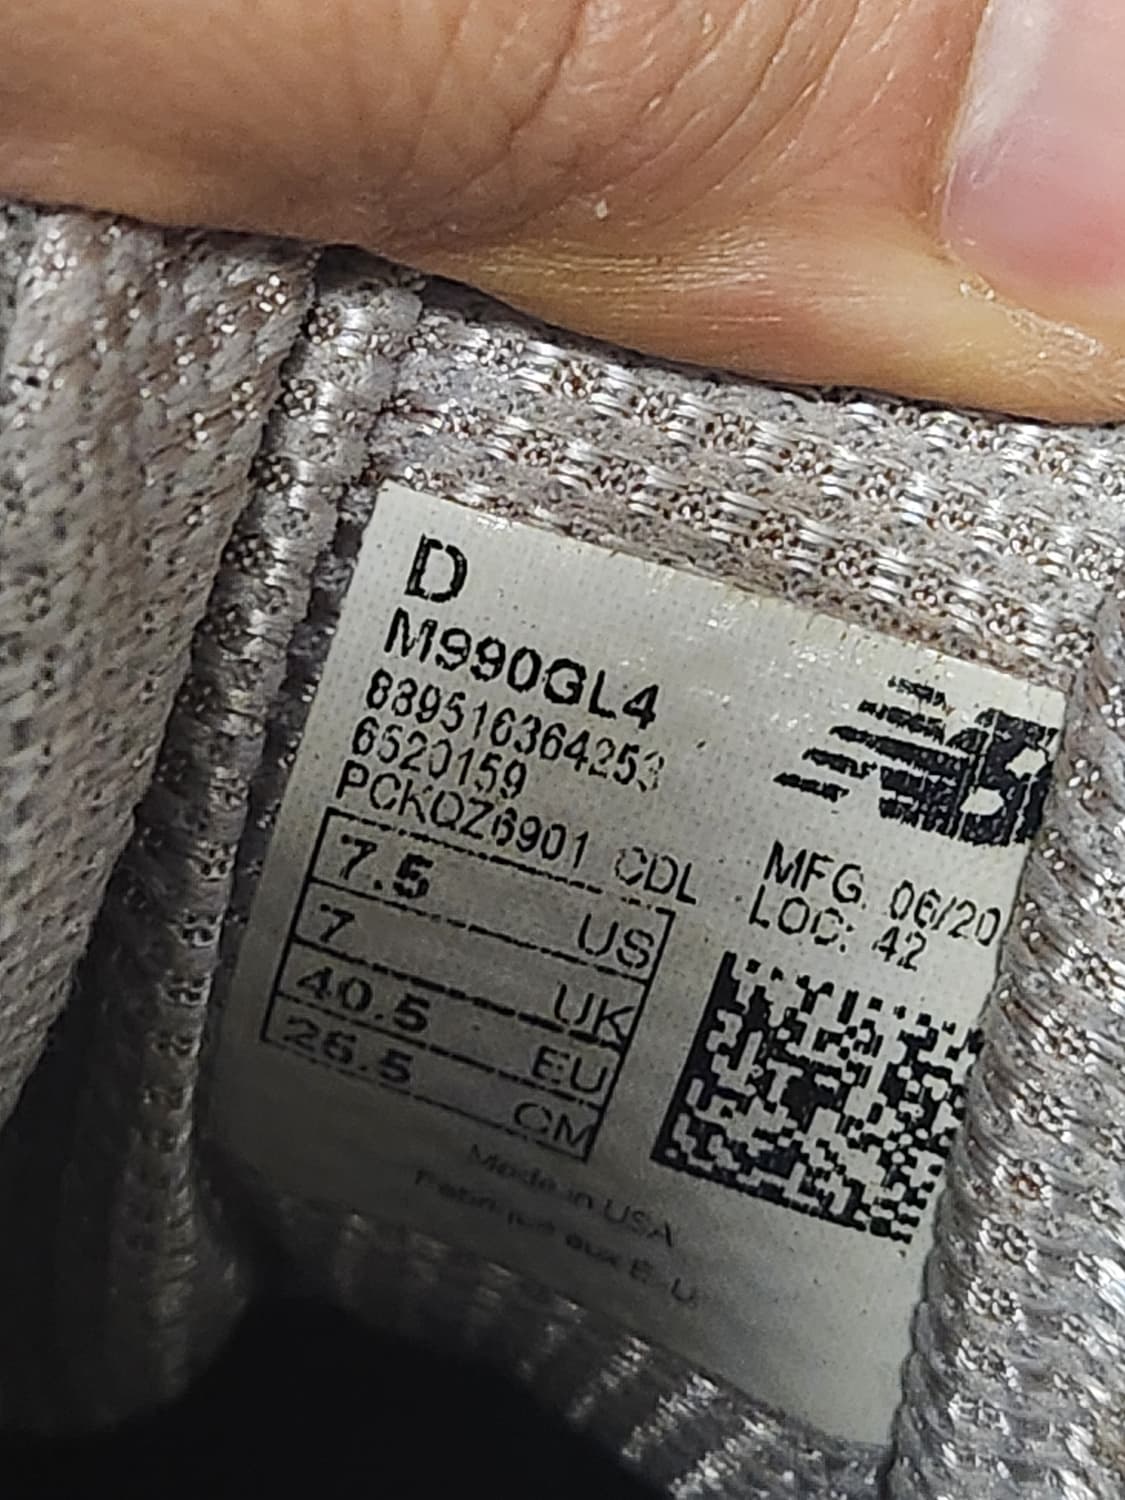 D
M990GL4
889516364253
6520159
PCKQZ6901 CDL
7.5 US
7 UK
40.5 EU
26.5 CM
MFG. 06/20
LOC: 42
Made in USA